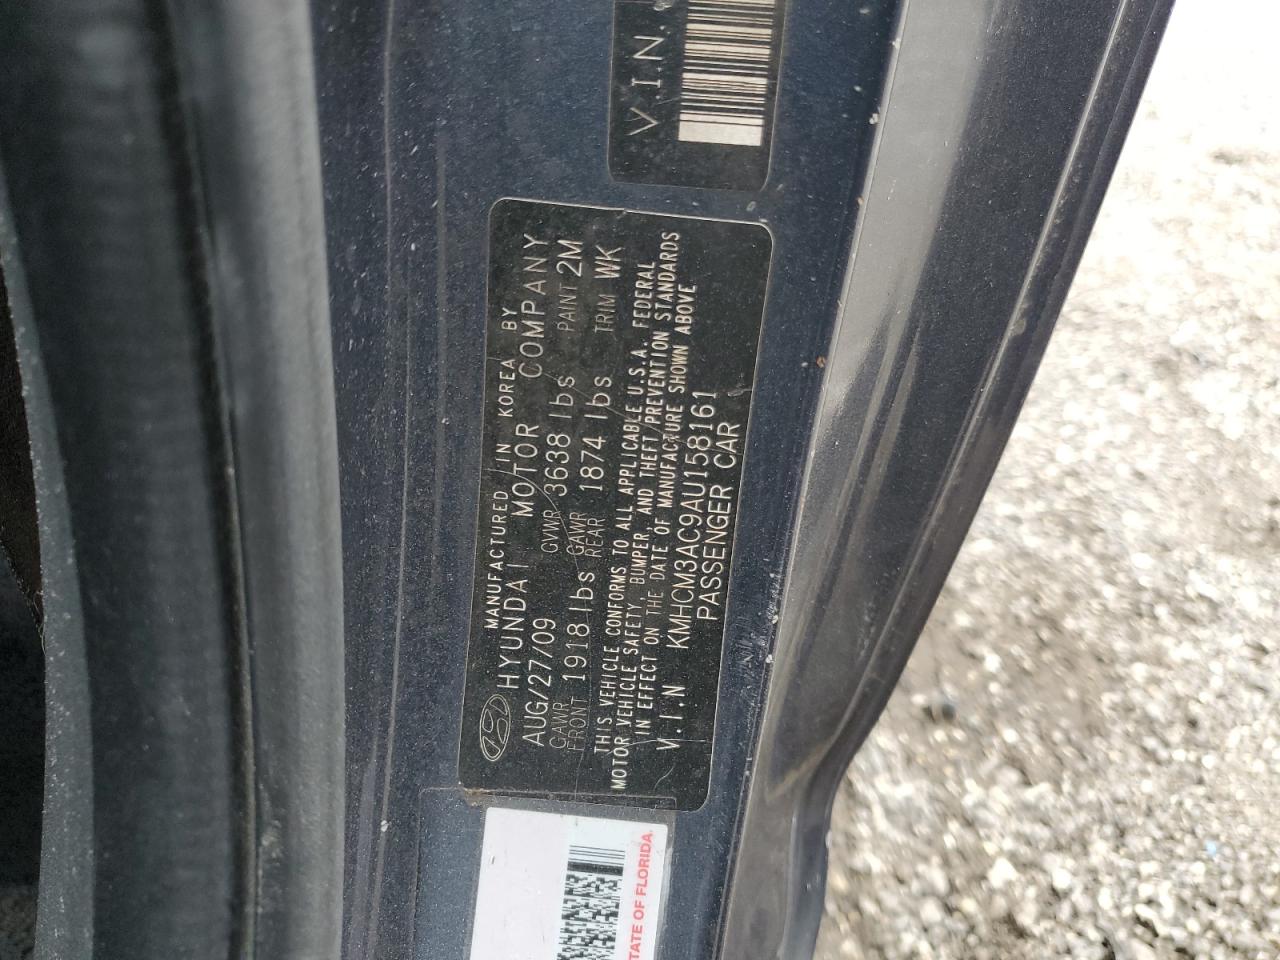 V.I.N.
MANUFACTURED IN KOREA BY
HYUNDAI MOTOR COMPANY
AUG/27/09 GVWR 3638 lbs PAINT 2M
GAWR FRONT 1918 lbs GAWR REAR 1874 lbs TRIM WK
THIS VEHICLE CONFORMS TO ALL APPLICABLE U.S.A. FEDERAL
MOTOR VEHICLE SAFETY, BUMPER, AND THEFT PREVENTION STANDARDS
IN EFFECT ON THE DATE OF MANUFACTURE SHOWN ABOVE
V.I.N KMHCM3AC9AU158161
PASSENGER CAR
TATE OF FLORIDA